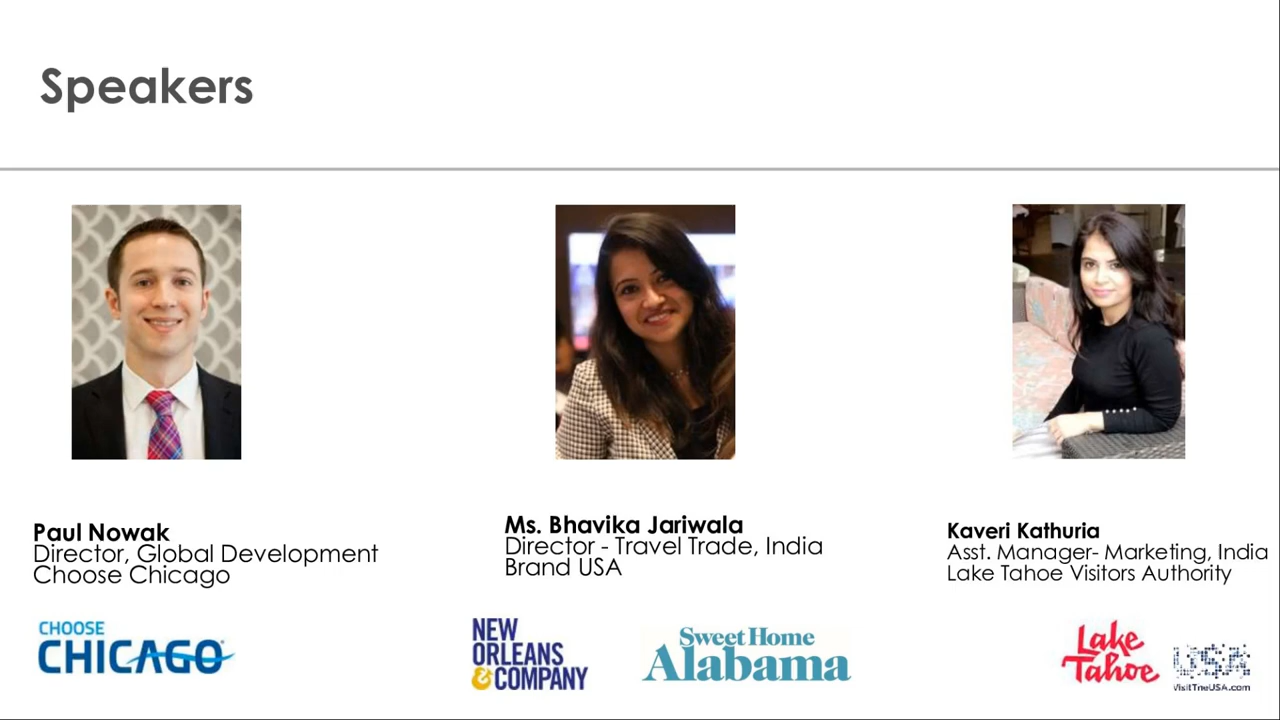 Speakers
Paul Nowak
Director, Global Development
Choose Chicago
Ms. Bhavika Jariwala
Director - Travel Trade, India
Brand USA
Kaveri Kathuria
Asst. Manager- Marketing, India
Lake Tahoe Visitors Authority
CHOOSE
CHICAGO
NEW
ORLEANS
&COMPANY
Sweet Home
Alabama
Lake
Tahoe
USA
VisitTheUSA.com